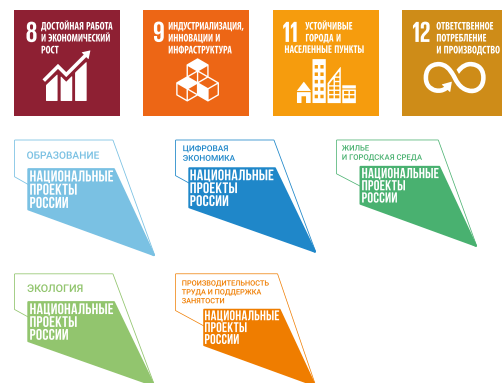 8 ДОСТОЙНАЯ РАБОТА
И ЭКОНОМИЧЕСКИЙ
РОСТ
9 ИНДУСТРИАЛИЗАЦИЯ,
ИННОВАЦИИ И
ИНФРАСТРУКТУРА
11 УСТОЙЧИВЫЕ
ГОРОДА И
НАСЕЛЕННЫЕ ПУНКТЫ
12 ОТВЕТСТВЕННОЕ
ПОТРЕБЛЕНИЕ
И ПРОИЗВОДСТВО
ОБРАЗОВАНИЕ
НАЦИОНАЛЬНЫЕ
ПРОЕКТЫ
РОССИИ
ЦИФРОВАЯ
ЭКОНОМИКА
НАЦИОНАЛЬНЫЕ
ПРОЕКТЫ
РОССИИ
ЖИЛЬЕ
И ГОРОДСКАЯ СРЕДА
НАЦИОНАЛЬНЫЕ
ПРОЕКТЫ
РОССИИ
ЭКОЛОГИЯ
НАЦИОНАЛЬНЫЕ
ПРОЕКТЫ
РОССИИ
ПРОИЗВОДИТЕЛЬНОСТЬ
ТРУДА И ПОДДЕРЖКА
ЗАНЯТОСТИ
НАЦИОНАЛЬНЫЕ
ПРОЕКТЫ
РОССИИ